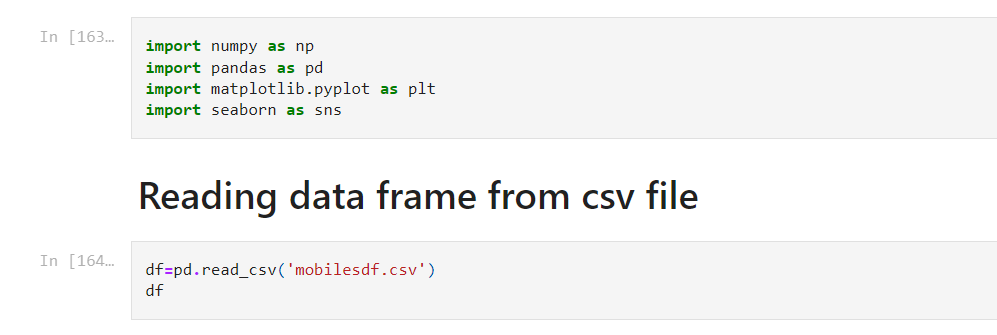 In [163…
import numpy as np
import pandas as pd
import matplotlib.pyplot as plt
import seaborn as sns
Reading data frame from csv file
In [164…
df=pd.read_csv('mobilesdf.csv')
df